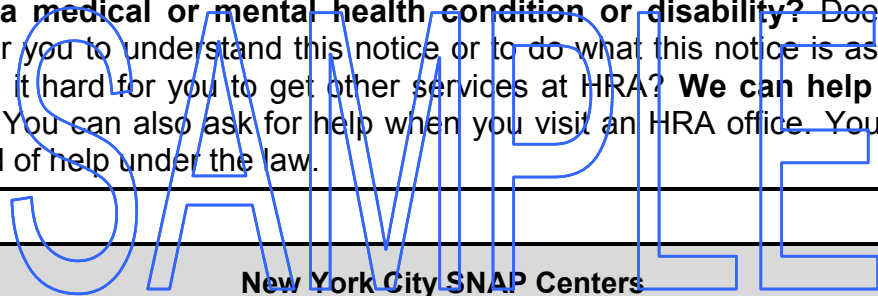 a medical or mental health condition or disability? Doe
r you to understand this notice or to do what this notice is as
it hard for you to get other services at HRA? We can help
You can also ask for help when you visit an HRA office. You
l of help under the law.
New York City SNAP Centers
SAMPLE